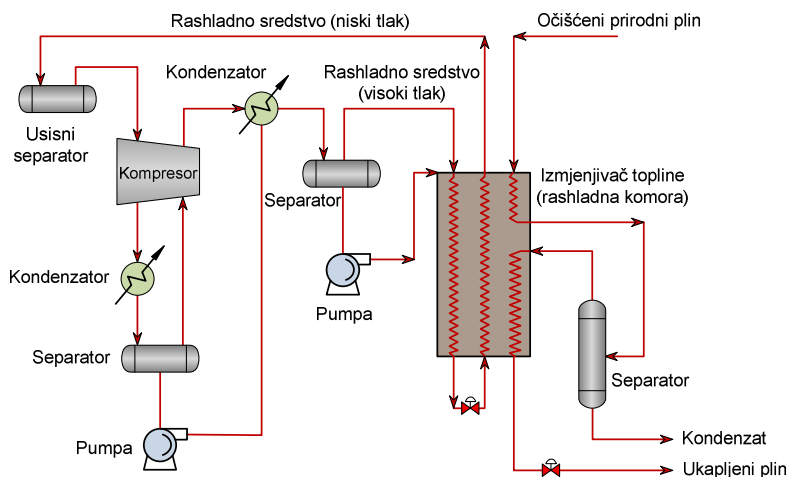 Rashladno sredstvo (niski tlak)
Očišćeni prirodni plin
Kondenzator
Rashladno sredstvo
(visoki tlak)
Usisni
separator
Kompresor
Separator
Izmjenjivač topline
(rashladna komora)
Kondenzator
Pumpa
Separator
Separator
Pumpa
Kondenzat
Ukapljeni plin